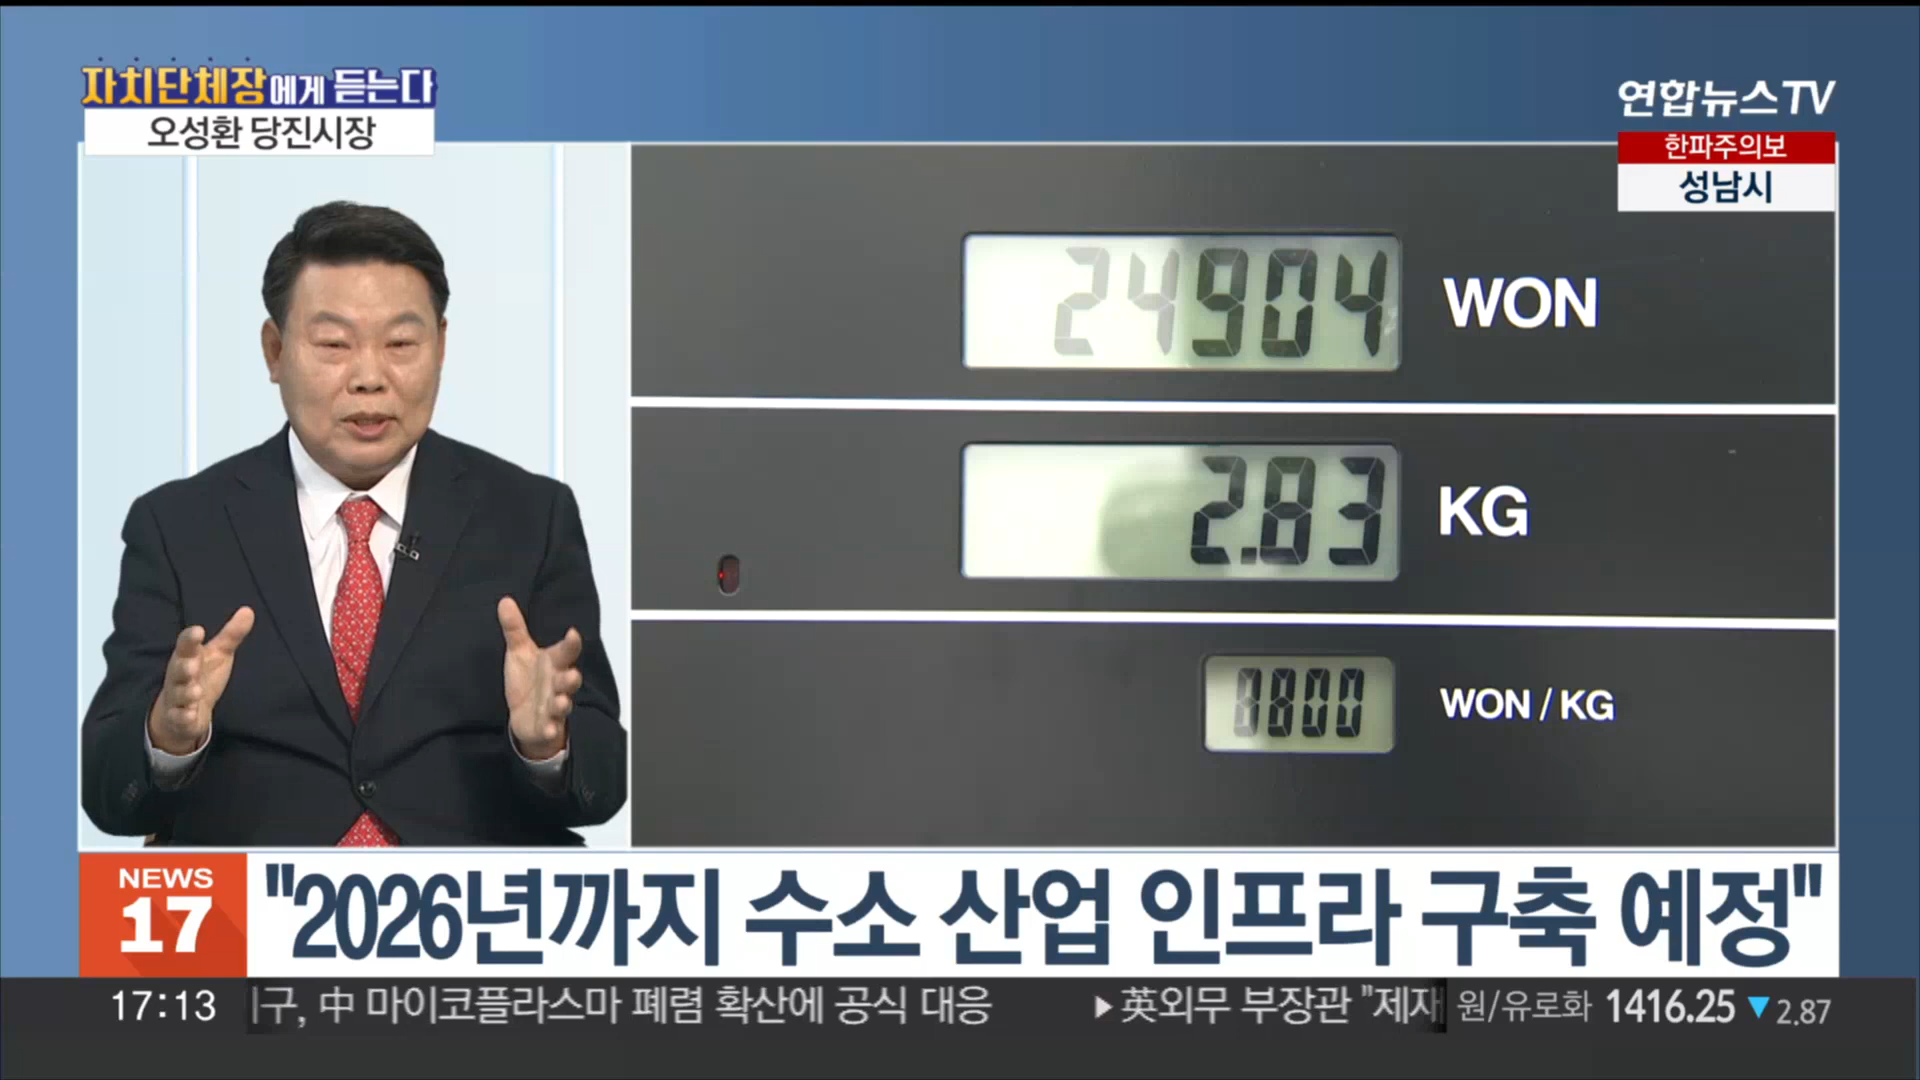 자치단체장에게 듣는다
오성환 당진시장
연합뉴스TV
한파주의보
성남시
24904 WON
2.83 KG
8800 WON / KG
NEWS
17
"2026년까지 수소 산업 인프라 구축 예정"
17:13
구, 中 마이코플라스마 폐렴 확산에 공식 대응 ▶英외무 부장관 "제재
원/유로화 1416.25 ▼2.87